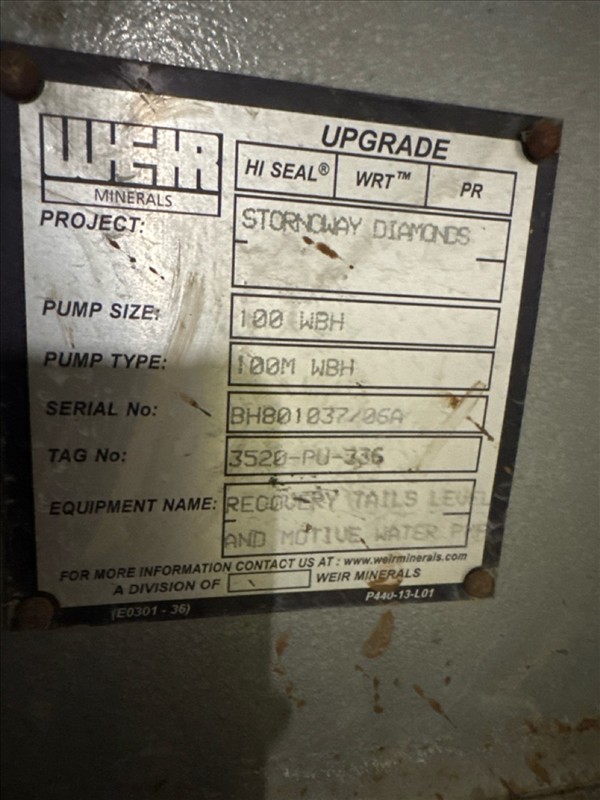 WEIR
MINERALS
UPGRADE
HI SEAL® WRT™ PR
PROJECT: STORNOWAY DIAMONDS
PUMP SIZE: 100 WBH
PUMP TYPE: 100M WBH
SERIAL No: BH801037/06A
TAG No: 3520-PU-336
EQUIPMENT NAME: RECOVERY TAILS LEVEL
AND MOTIVE WATER
FOR MORE INFORMATION CONTACT US AT : www.weirminerals.com
A DIVISION OF WEIR MINERALS
(E0301 - 36) P440-13-L01